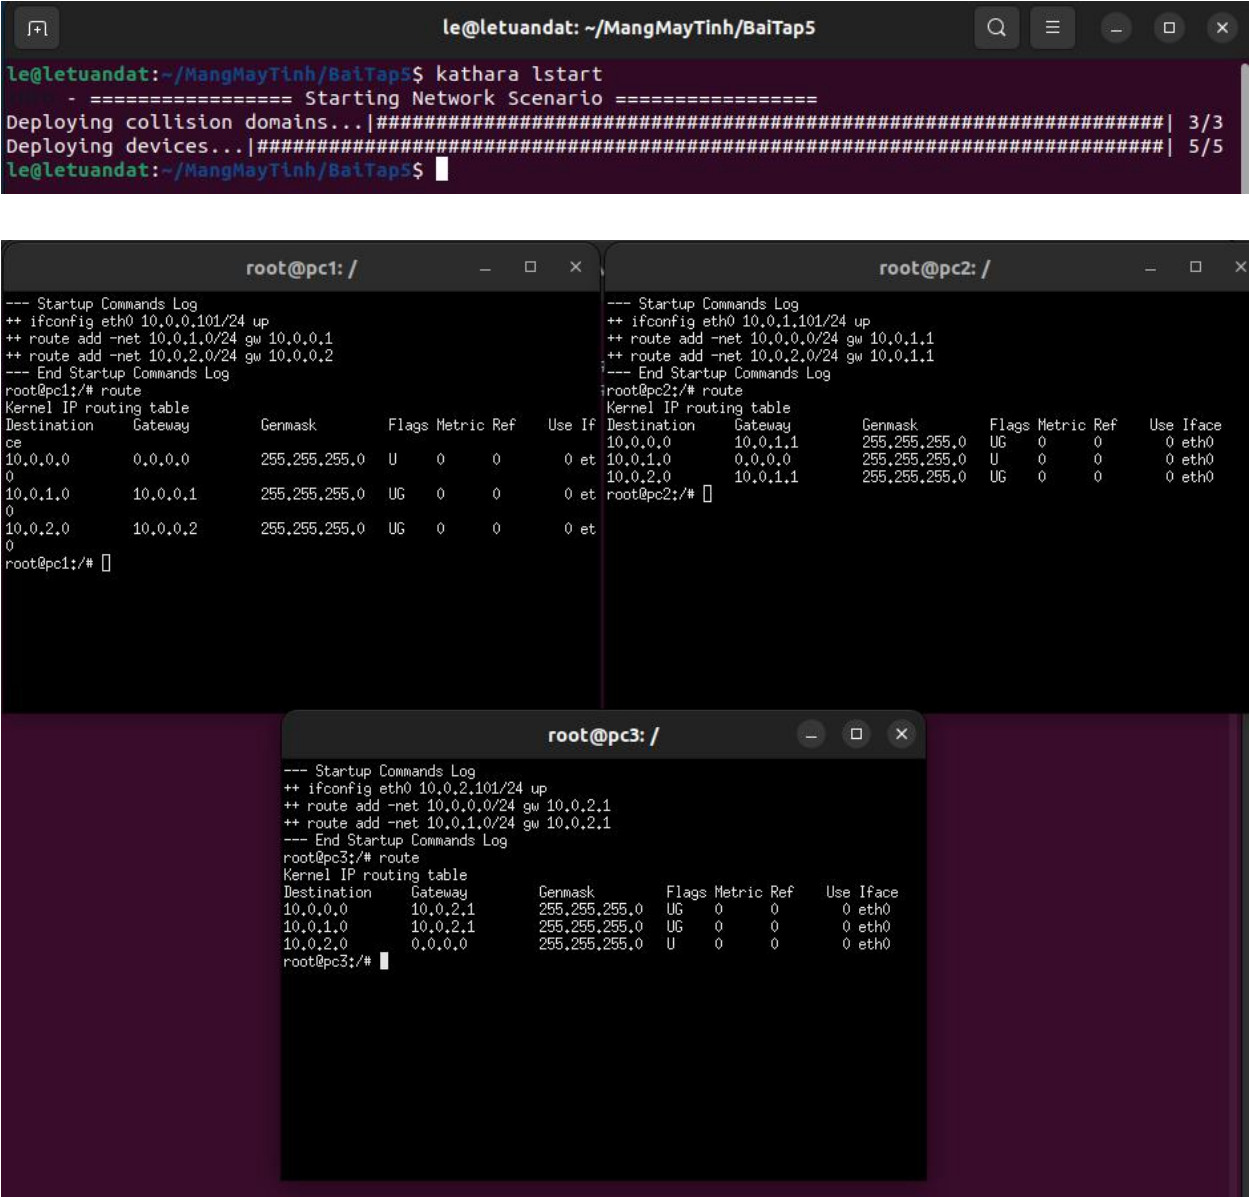 le@letuandat: ~/MangMayTinh/BaiTap5
le@letuandat:~/MangMayTinh/BaiTap5$ kathara lstart
- ================= Starting Network Scenario =================
Deploying collision domains...|##################################################################| 3/3
Deploying devices...|############################################################################| 5/5
le@letuandat:~/MangMayTinh/BaiTap5$
root@pc1: /
--- Startup Commands Log
++ ifconfig eth0 10.0.0.101/24 up
++ route add -net 10.0.1.0/24 gw 10.0.0.1
++ route add -net 10.0.2.0/24 gw 10.0.0.2
--- End Startup Commands Log
root@pc1:/# route
Kernel IP routing table
Destination Gateway Genmask Flags Metric Ref Use If
ce
10.0.0.0 0.0.0.0 255.255.255.0 U 0 0 0 et
0
10.0.1.0 10.0.0.1 255.255.255.0 UG 0 0 0 et
0
10.0.2.0 10.0.0.2 255.255.255.0 UG 0 0 0 et
0
root@pc1:/#
root@pc2: /
--- Startup Commands Log
++ ifconfig eth0 10.0.1.101/24 up
++ route add -net 10.0.0.0/24 gw 10.0.1.1
++ route add -net 10.0.2.0/24 gw 10.0.1.1
--- End Startup Commands Log
root@pc2:/# route
Kernel IP routing table
Destination Gateway Genmask Flags Metric Ref Use Iface
10.0.0.0 10.0.1.1 255.255.255.0 UG 0 0 0 eth0
10.0.1.0 0.0.0.0 255.255.255.0 U 0 0 0 eth0
10.0.2.0 10.0.1.1 255.255.255.0 UG 0 0 0 eth0
root@pc2:/#
root@pc3: /
--- Startup Commands Log
++ ifconfig eth0 10.0.2.101/24 up
++ route add -net 10.0.0.0/24 gw 10.0.2.1
++ route add -net 10.0.1.0/24 gw 10.0.2.1
--- End Startup Commands Log
root@pc3:/# route
Kernel IP routing table
Destination Gateway Genmask Flags Metric Ref Use Iface
10.0.0.0 10.0.2.1 255.255.255.0 UG 0 0 0 eth0
10.0.1.0 10.0.2.1 255.255.255.0 UG 0 0 0 eth0
10.0.2.0 0.0.0.0 255.255.255.0 U 0 0 0 eth0
root@pc3:/#